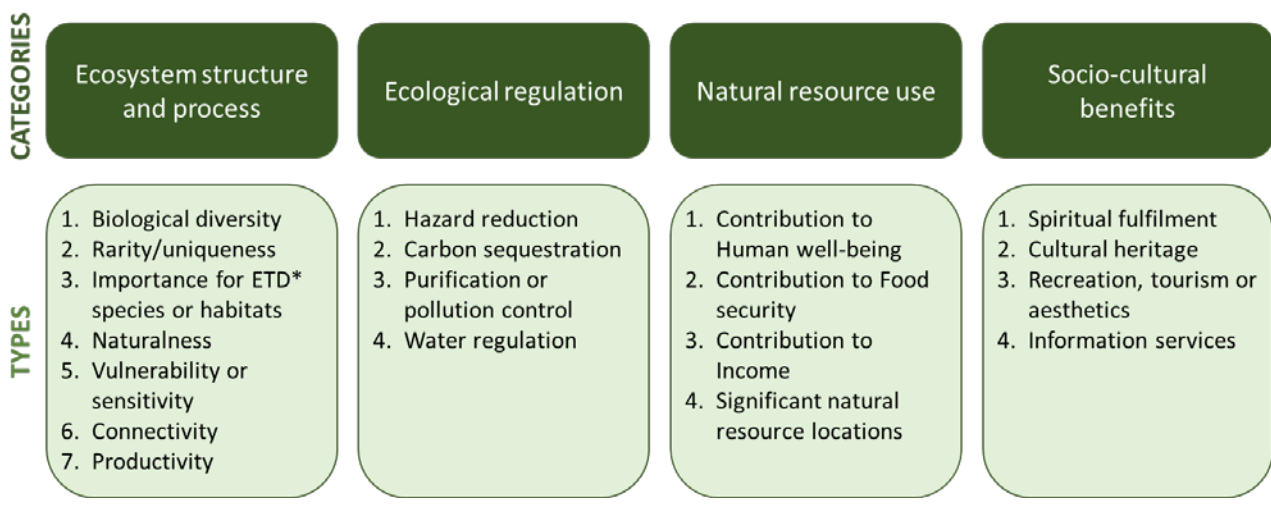 CATEGORIES
Ecosystem structure
and process
Ecological regulation
Natural resource use
Socio-cultural
benefits
TYPES
1. Biological diversity
2. Rarity/uniqueness
3. Importance for ETD*
species or habitats
4. Naturalness
5. Vulnerability or
sensitivity
6. Connectivity
7. Productivity
1. Hazard reduction
2. Carbon sequestration
3. Purification or
pollution control
4. Water regulation
1. Contribution to
Human well-being
2. Contribution to Food
security
3. Contribution to
Income
4. Significant natural
resource locations
1. Spiritual fulfilment
2. Cultural heritage
3. Recreation, tourism or
aesthetics
4. Information services